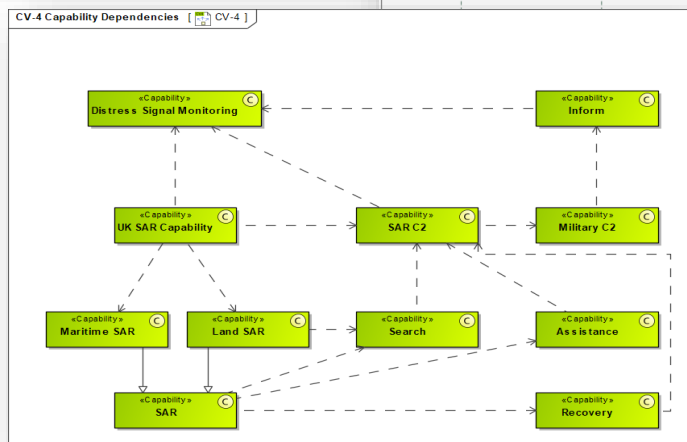 CV-4 Capability Dependencies [ CV-4 ]
«Capability» C
Distress Signal Monitoring
«Capability» C
Inform
«Capability» C
UK SAR Capability
«Capability» C
SAR C2
«Capability» C
Military C2
«Capability» C
Maritime SAR
«Capability» C
Land SAR
«Capability» C
Search
«Capability» C
Assistance
«Capability» C
SAR
«Capability» C
Recovery